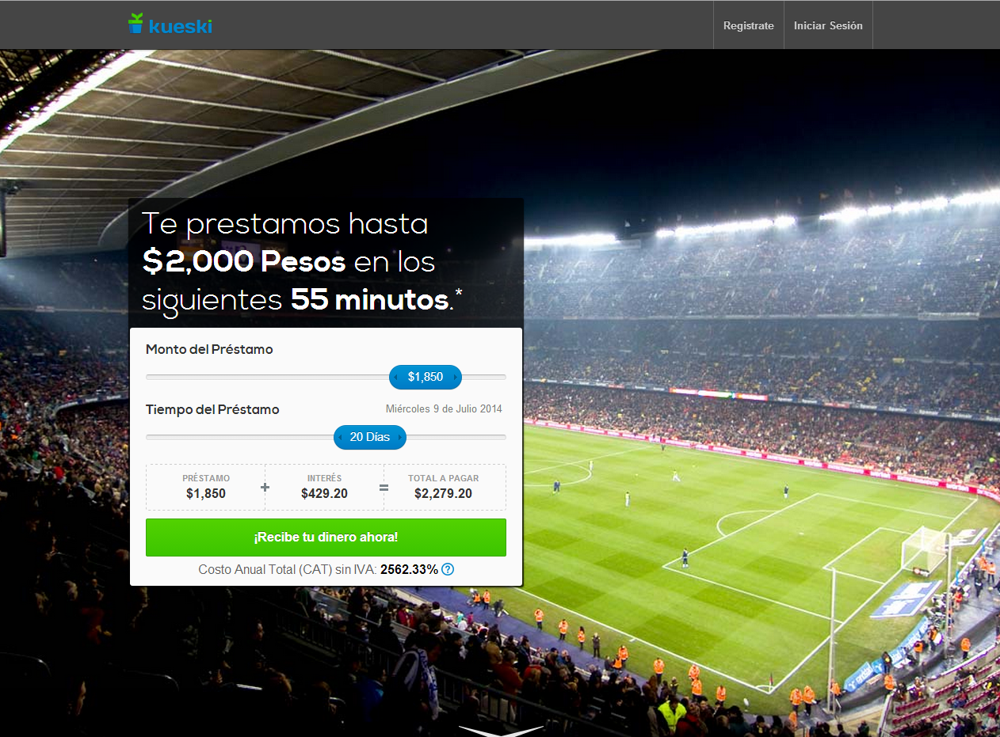 kueski
Registrate
Iniciar Sesión
Te prestamos hasta
$2,000 Pesos en los
siguientes 55 minutos.*
Monto del Préstamo
$1,850
Tiempo del Préstamo
Miércoles 9 de Julio 2014
20 Días
PRÉSTAMO + INTERÉS = TOTAL A PAGAR
$1,850 $429.20 $2,279.20
¡Recibe tu dinero ahora!
Costo Anual Total (CAT) sin IVA: 2562.33% ?